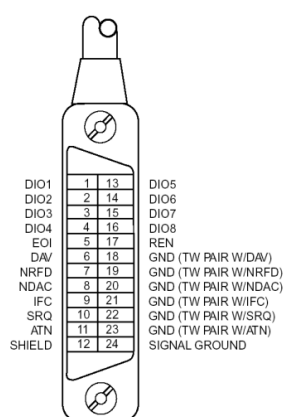 DIO1 1 13 DIO5
DIO2 2 14 DIO6
DIO3 3 15 DIO7
DIO4 4 16 DIO8
EOI 5 17 REN
DAV 6 18 GND (TW PAIR W/DAV)
NRFD 7 19 GND (TW PAIR W/NRFD)
NDAC 8 20 GND (TW PAIR W/NDAC)
IFC 9 21 GND (TW PAIR W/IFC)
SRQ 10 22 GND (TW PAIR W/SRQ)
ATN 11 23 GND (TW PAIR W/ATN)
SHIELD 12 24 SIGNAL GROUND